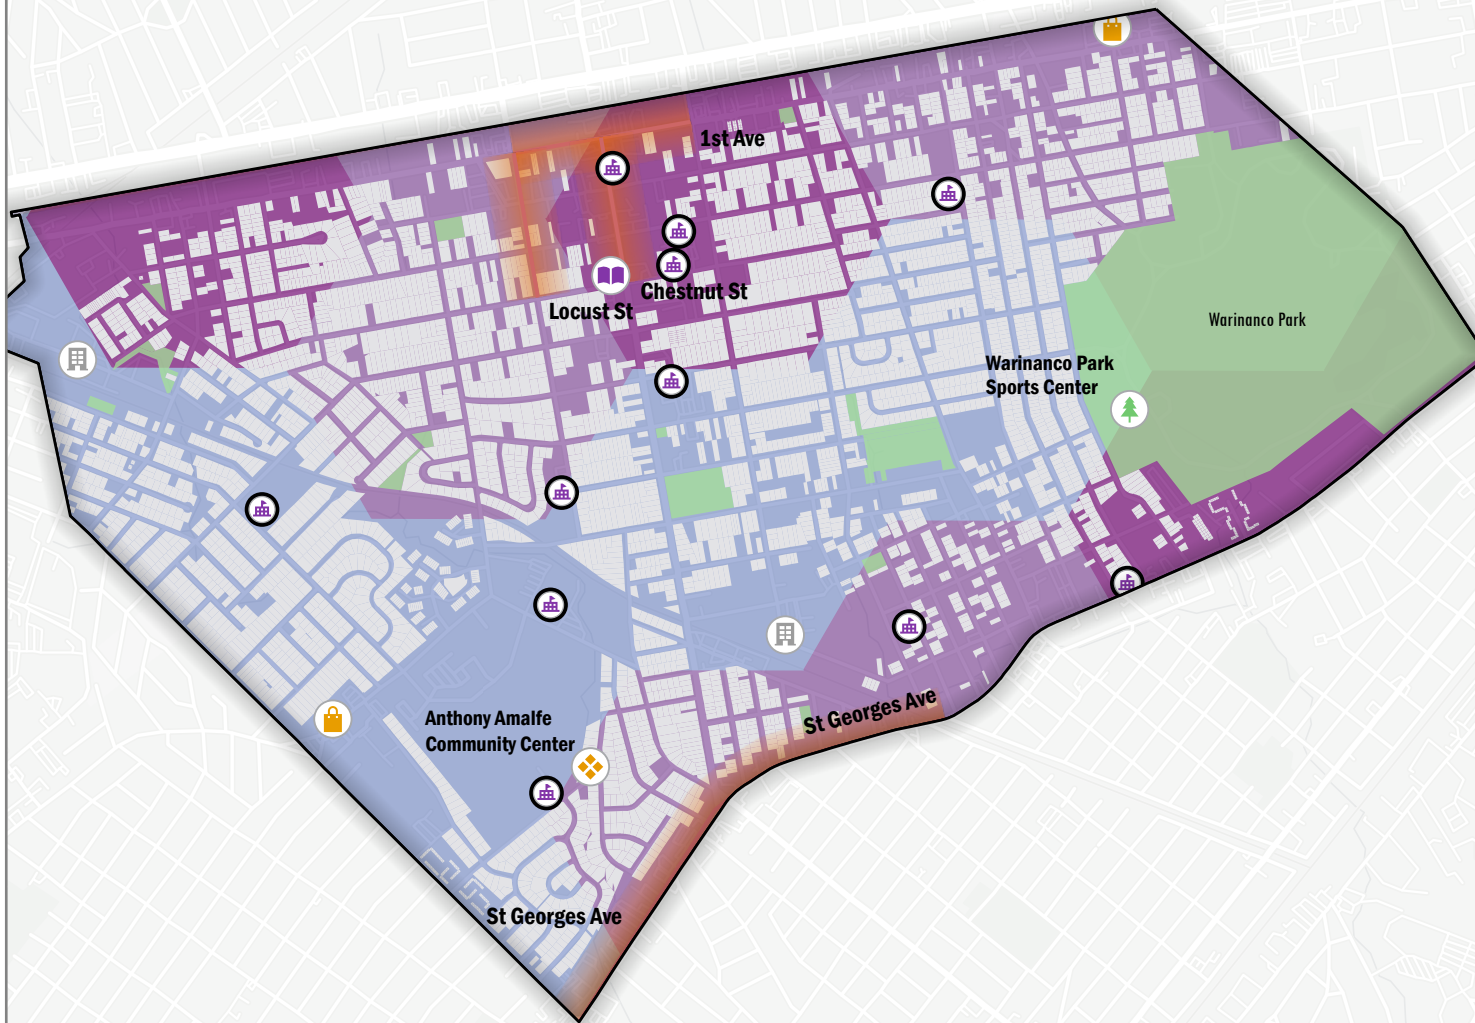 1st Ave
Chestnut St
Locust St
Warinanco Park
Warinanco Park
Sports Center
St Georges Ave
Anthony Amalfe
Community Center
St Georges Ave